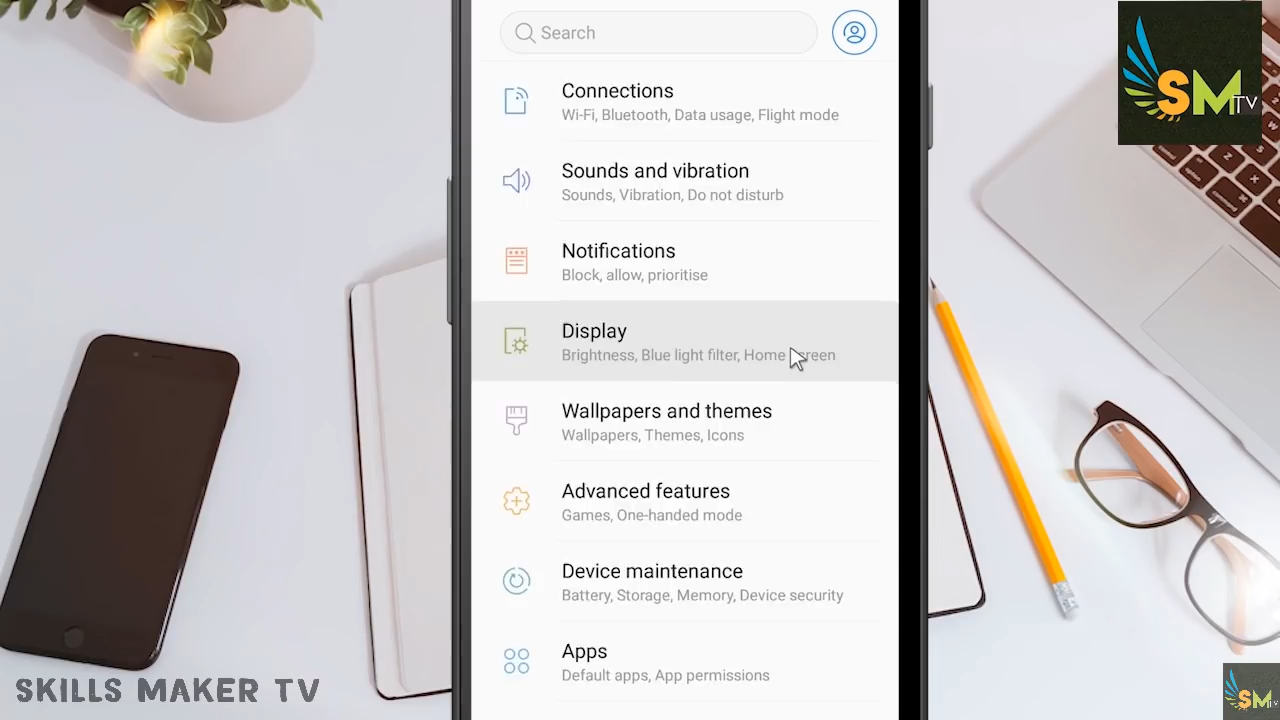 Search
SM TV
Connections
Wi-Fi, Bluetooth, Data usage, Flight mode
Sounds and vibration
Sounds, Vibration, Do not disturb
Notifications
Block, allow, prioritise
Display
Brightness, Blue light filter, Home screen
Wallpapers and themes
Wallpapers, Themes, Icons
Advanced features
Games, One-handed mode
Device maintenance
Battery, Storage, Memory, Device security
Apps
Default apps, App permissions
SKILLS MAKER TV
SM TV